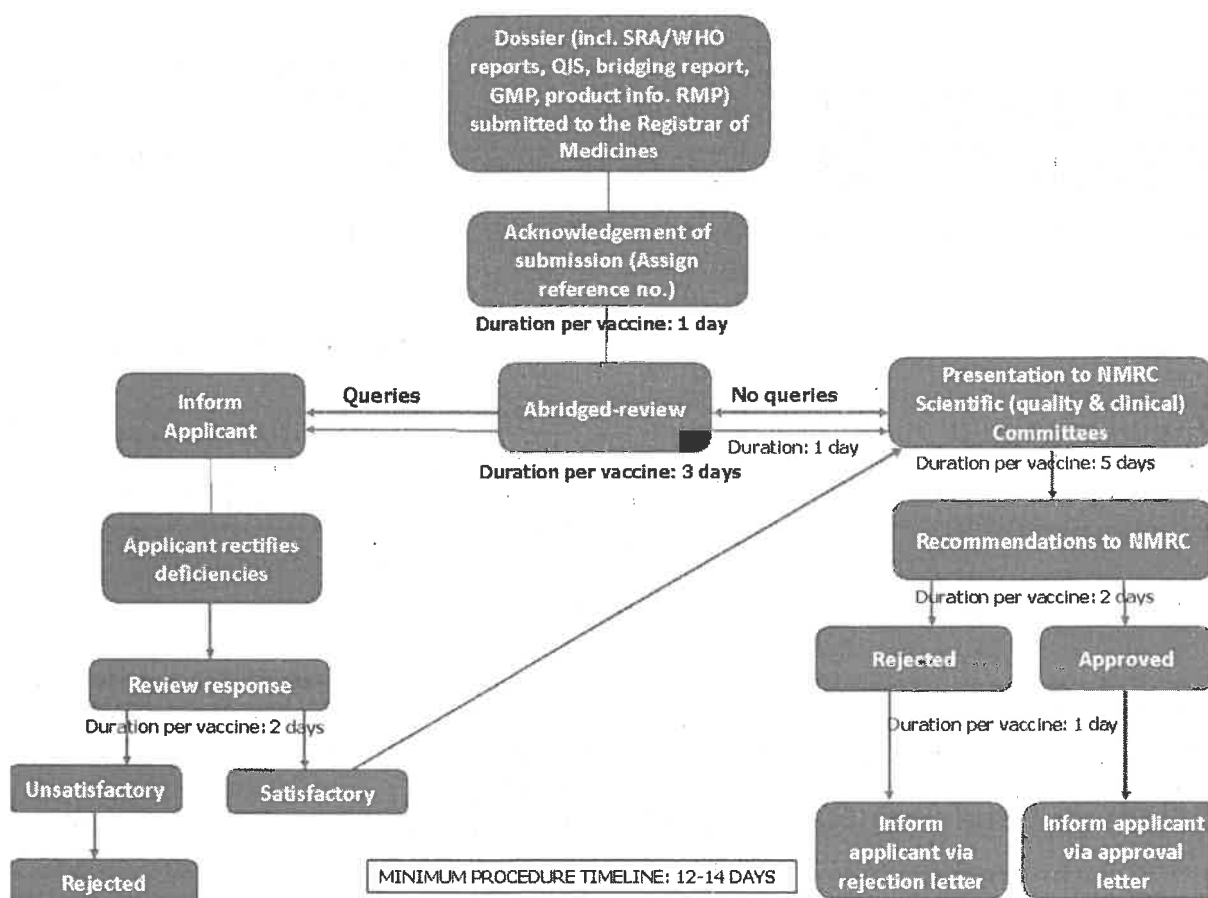 Dossier (incl. SRA/WHO
reports, QIS, bridging report,
GMP, product info. RMP)
submitted to the Registrar of
Medicines
Acknowledgement of
submission (Assign
reference no.)
Duration per vaccine: 1 day
Inform
Applicant
Queries
Abridged-review
No queries
Duration: 1 day
Duration per vaccine: 3 days
Presentation to NMRC
Scientific (quality & clinical)
Committees
Duration per vaccine: 5 days
Applicant rectifies
deficiencies
Recommendations to NMRC
Duration per vaccine: 2 days
Review response
Duration per vaccine: 2 days
Rejected
Approved
Duration per vaccine: 1 day
Unsatisfactory
Satisfactory
Rejected
Inform
applicant via
rejection letter
Inform applicant
via approval
letter
MINIMUM PROCEDURE TIMELINE: 12-14 DAYS